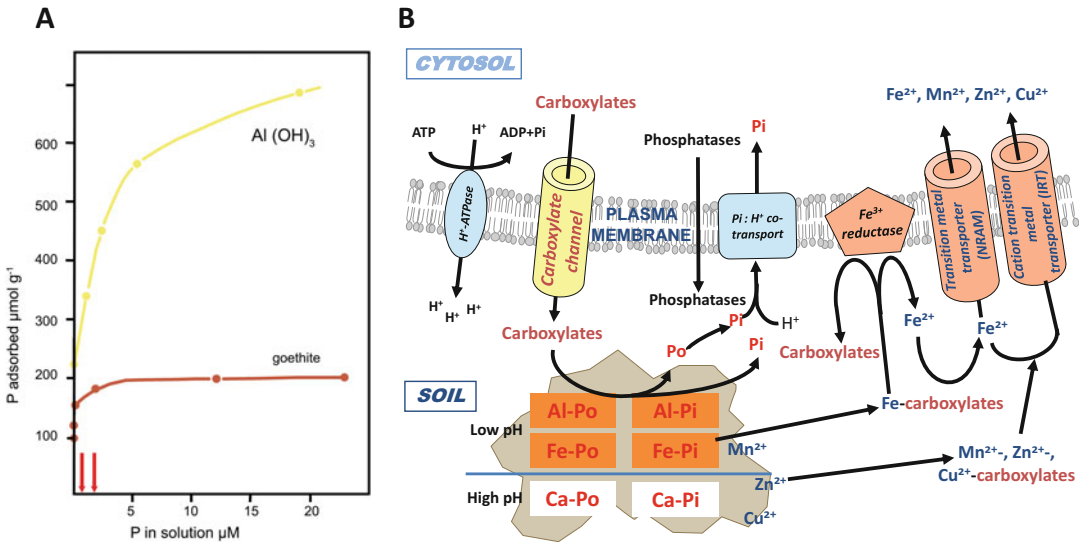 A
P adsorbed µmol g⁻¹
600
500
400
300
200
100
Al (OH)₃
goethite
5
10
15
20
P in solution µM
B
CYTOSOL
Carboxylates
ATP
H⁺
ADP+Pi
H⁺-ATPase
H⁺
H⁺
H⁺
Carboxylate
channel
PLASMA
MEMBRANE
Phosphatases
Phosphatases
Pi
Pi : H⁺ co-
transport
Pi
H⁺
Fe³⁺
reductase
Fe²⁺, Mn²⁺, Zn²⁺, Cu²⁺
Transition metal
transporter
(NRAM)
Cation transition
metal
transporter (IRT)
Carboxylates
Po
Pi
Carboxylates
Fe²⁺
Fe²⁺
SOIL
Low pH
High pH
Al-Po
Al-Pi
Fe-Po
Fe-Pi
Ca-Po
Ca-Pi
Mn²⁺
Zn²⁺
Cu²⁺
Fe-carboxylates
Mn²⁺-, Zn²⁺-,
Cu²⁺-carboxylates